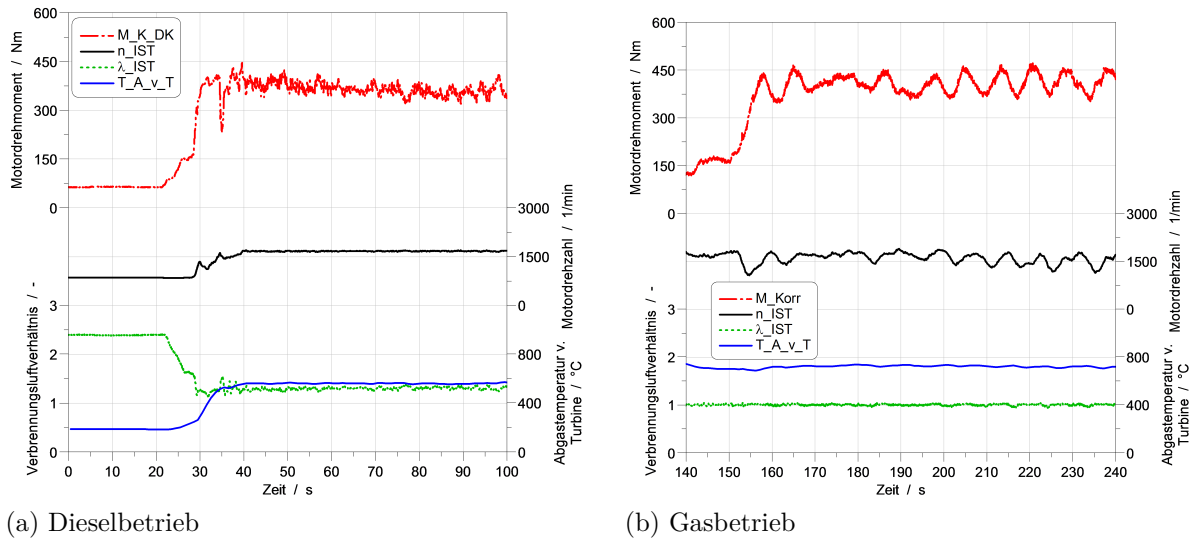 600
450
300
150
0
Motordrehmoment / Nm
M_K_DK
n_IST
λ_IST
T_A_v_T
3000
1500
0
Motordrehzahl / 1/min
3
2
1
0
Verbrennungsluftverhältnis / -
800
400
0
Abgastemperatur v.
Turbine / °C
0 10 20 30 40 50 60 70 80 90 100
Zeit / s
(a) Dieselbetrieb
600
450
300
150
0
Motordrehmoment / Nm
3000
1500
0
Motordrehzahl / 1/min
M_Korr
n_IST
λ_IST
T_A_v_T
3
2
1
0
Verbrennungsluftverhältnis / -
800
400
0
Abgastemperatur v.
Turbine / °C
140 150 160 170 180 190 200 210 220 230 240
Zeit / s
(b) Gasbetrieb